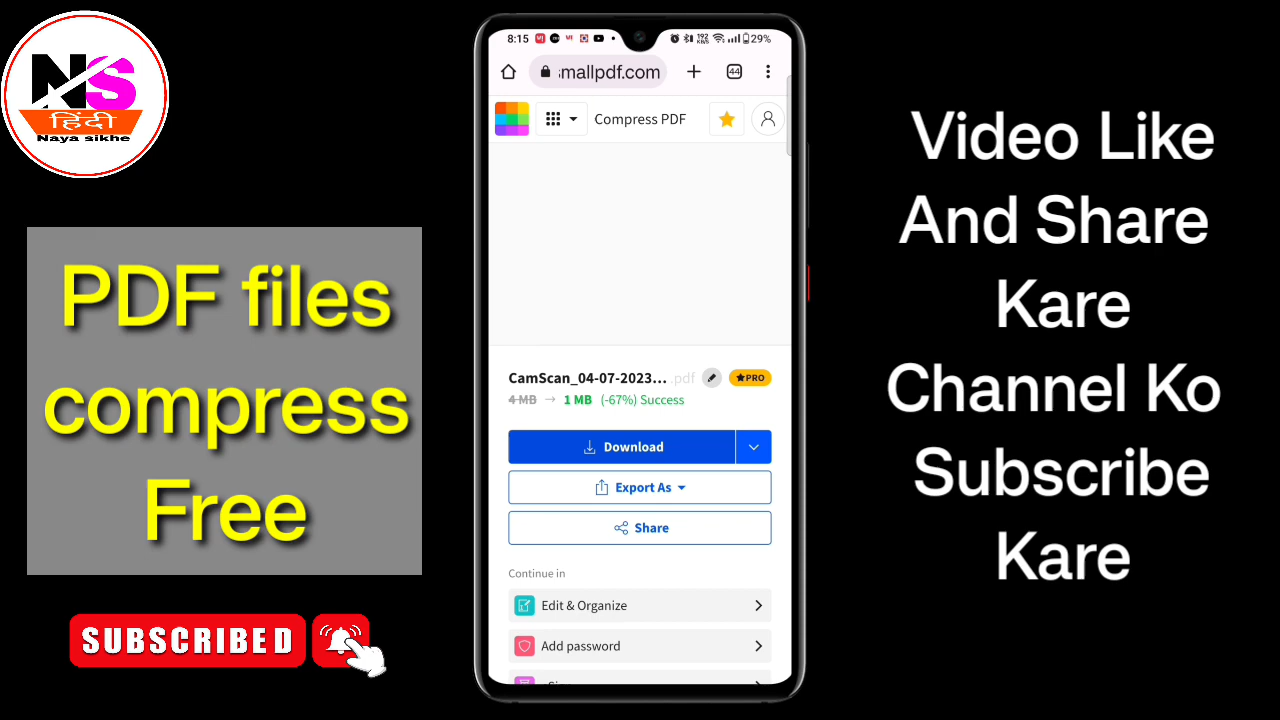 NS
हिंदी
Naya sikhe
PDF files
compress
Free
SUBSCRIBED
8:15
29%
smallpdf.com
44
Compress PDF
CamScan_04-07-2023... .pdf
PRO
4 MB → 1 MB (-67%) Success
Download
Export As
Share
Continue in
Edit & Organize
Add password
Video Like
And Share
Kare
Channel Ko
Subscribe
Kare